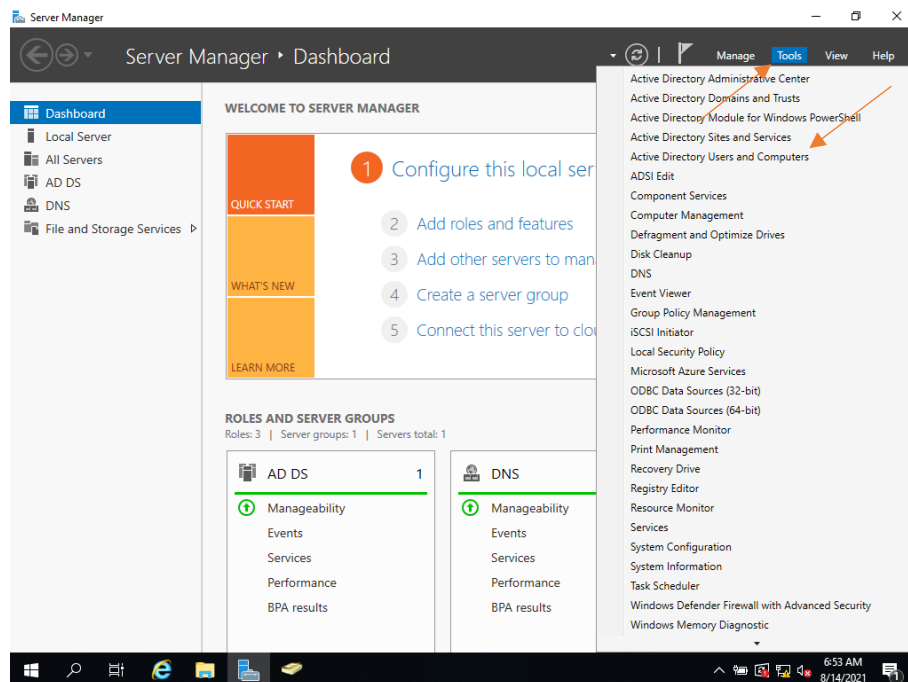 Server Manager
Server Manager ‣ Dashboard
Manage Tools View Help
Dashboard
Local Server
All Servers
AD DS
DNS
File and Storage Services
WELCOME TO SERVER MANAGER
QUICK START
WHAT'S NEW
LEARN MORE
1 Configure this local ser
2 Add roles and features
3 Add other servers to man
4 Create a server group
5 Connect this server to clou
ROLES AND SERVER GROUPS
Roles: 3 | Server groups: 1 | Servers total: 1
AD DS 1
Manageability
Events
Services
Performance
BPA results
DNS
Manageability
Events
Services
Performance
BPA results
Active Directory Administrative Center
Active Directory Domains and Trusts
Active Directory Module for Windows PowerShell
Active Directory Sites and Services
Active Directory Users and Computers
ADSI Edit
Component Services
Computer Management
Defragment and Optimize Drives
Disk Cleanup
DNS
Event Viewer
Group Policy Management
iSCSI Initiator
Local Security Policy
Microsoft Azure Services
ODBC Data Sources (32-bit)
ODBC Data Sources (64-bit)
Performance Monitor
Print Management
Recovery Drive
Registry Editor
Resource Monitor
Services
System Configuration
System Information
Task Scheduler
Windows Defender Firewall with Advanced Security
Windows Memory Diagnostic
6:53 AM
8/14/2021
1